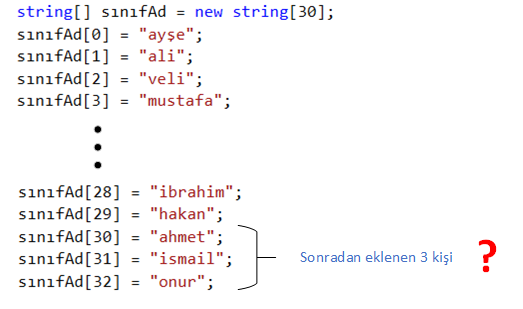 string[] sınıfAd = new string[30];
sınıfAd[0] = "ayşe";
sınıfAd[1] = "ali";
sınıfAd[2] = "veli";
sınıfAd[3] = "mustafa";
sınıfAd[28] = "ibrahim";
sınıfAd[29] = "hakan";
sınıfAd[30] = "ahmet";
sınıfAd[31] = "ismail";
sınıfAd[32] = "onur";
Sonradan eklenen 3 kişi ?